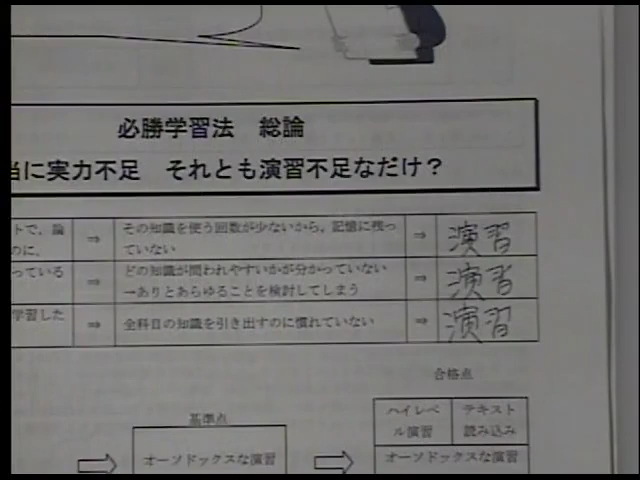 必勝学習法　総論
当に実力不足　それとも演習不足なだけ？
トで、論
のに、
⇒
その知識を使う回数が少ないから、記憶に残っ
ていない
⇒
演習
っている
⇒
どの知識が問われやすいかが分かっていない
→ありとあらゆることを検討してしまう
⇒
演習
学習した
⇒
全科目の知識を引き出すのに慣れていない
⇒
演習
合格点
基準点
ハイレベ
ル演習
テキスト
読み込み
オーソドックスな演習
オーソドックスな演習